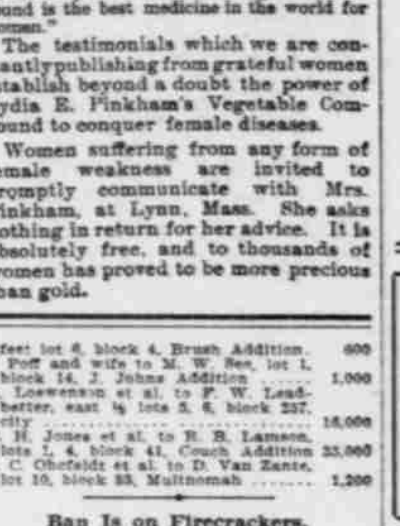 ound is the best medicine in the world for
omen."
The testimonials which we are con-
antly publishing from grateful women
tablish beyond a doubt the power of
ydia E. Pinkham's Vegetable Com-
ound to conquer female diseases.
Women suffering from any form of
emale weakness are invited to
romptly communicate with Mrs.
inkham, at Lynn, Mass. She asks
othing in return for her advice. It is
bsolutely free, and to thousands of
omen has proved to be more precious
han gold.
feet lot 6, block 4, Brush Addition. 600
Poff and wife to M. W. See, lot 1,
block 14, J. Johns Addition ...... 1,000
Loewenson et al. to F. W. Lead-
better, east ½ lots 5, 6, block 237,
city .................. 16,000
H. Jones et al. to R. B. Lamson,
lots 1, 4, block 41, Couch Addition 35,000
C. Obefeldt et al. to D. Van Zante,
lot 10, block 83, Multnomah ....... 1,200
Ban Is on Firecrackers.